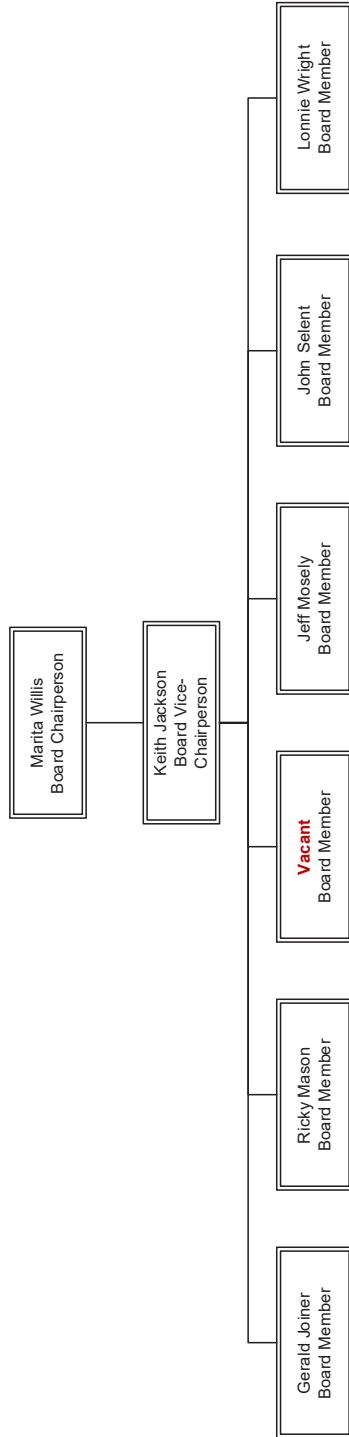 Marita Willis
Board Chairperson
Keith Jackson
Board Vice-
Chairperson
Gerald Joiner
Board Member
Ricky Mason
Board Member
Vacant
Board Member
Jeff Mosely
Board Member
John Selent
Board Member
Lonnie Wright
Board Member